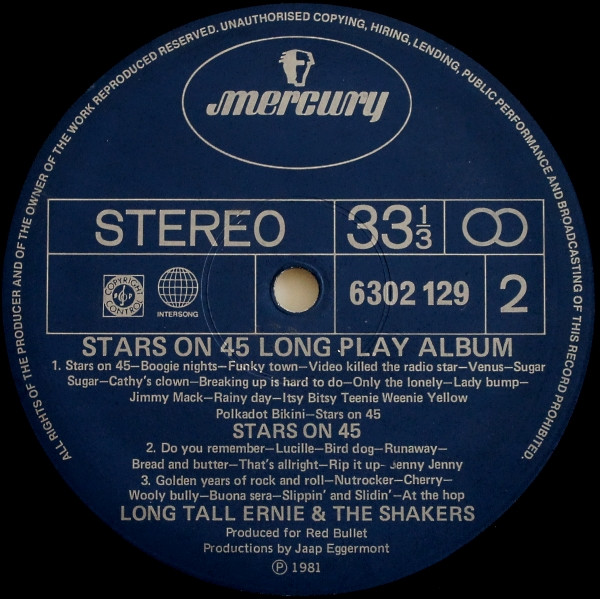 ALL RIGHTS OF THE PRODUCER AND OF THE OWNER OF THE WORK REPRODUCED RESERVED. UNAUTHORISED COPYING, HIRING, LENDING, PUBLIC PERFORMANCE AND BROADCASTING OF THIS RECORD PROHIBITED.
mercury
STEREO
33 1/3
COPYRIGHT CONTROL
INTERSONG
6302 129
2
STARS ON 45 LONG PLAY ALBUM
1. Stars on 45—Boogie nights—Funky town—Video killed the radio star—Venus—Sugar
Sugar—Cathy's clown—Breaking up is hard to do—Only the lonely—Lady bump—
Jimmy Mack—Rainy day—Itsy Bitsy Teenie Weenie Yellow
Polkadot Bikini—Stars on 45
STARS ON 45
2. Do you remember—Lucille—Bird dog—Runaway—
Bread and butter—That's allright—Rip it up- Jenny Jenny
3. Golden years of rock and roll—Nutrocker—Cherry—
Wooly bully—Buona sera—Slippin' and Slidin'—At the hop
LONG TALL ERNIE & THE SHAKERS
Produced for Red Bullet
Productions by Jaap Eggermont
Ⓟ 1981